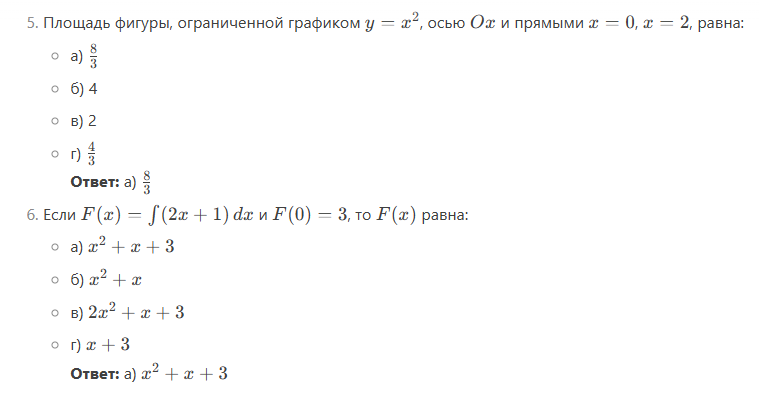 5. Площадь фигуры, ограниченной графиком y = x², осью Ox и прямыми x = 0, x = 2, равна:
а) 8/3
б) 4
в) 2
г) 4/3
Ответ: а) 8/3
6. Если F(x) = ∫(2x + 1) dx и F(0) = 3, то F(x) равна:
а) x² + x + 3
б) x² + x
в) 2x² + x + 3
г) x + 3
Ответ: а) x² + x + 3